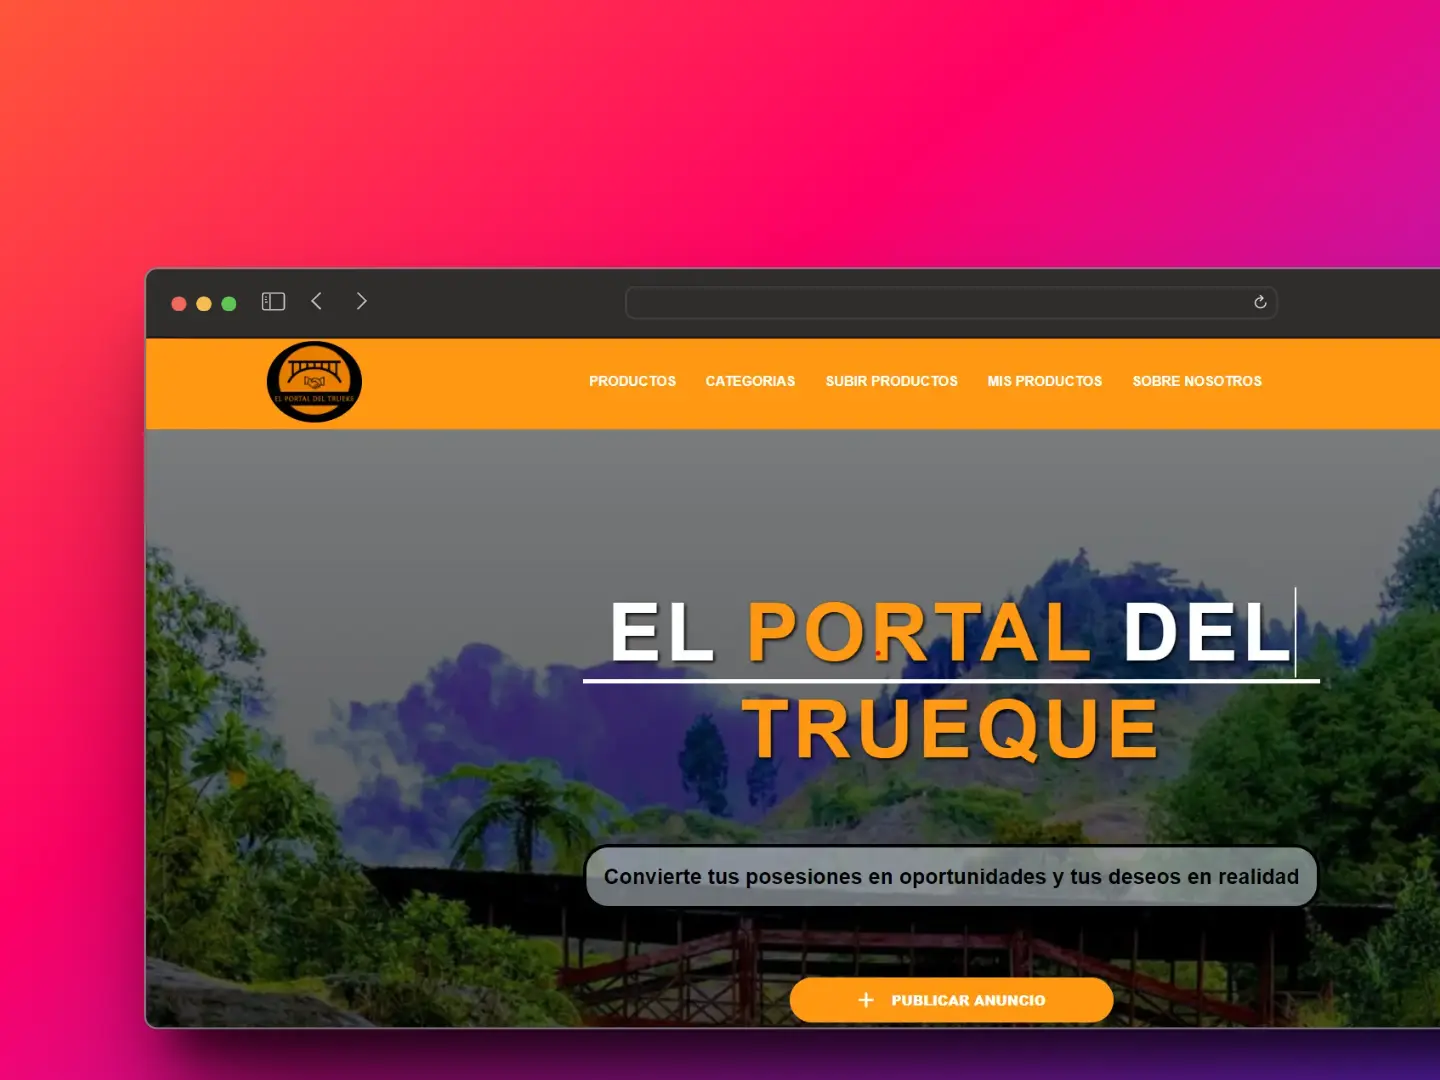 EL PORTAL DEL TRUEKE
PRODUCTOS CATEGORIAS SUBIR PRODUCTOS MIS PRODUCTOS SOBRE NOSOTROS
EL PORTAL DEL
TRUEQUE
Convierte tus posesiones en oportunidades y tus deseos en realidad
+ PUBLICAR ANUNCIO